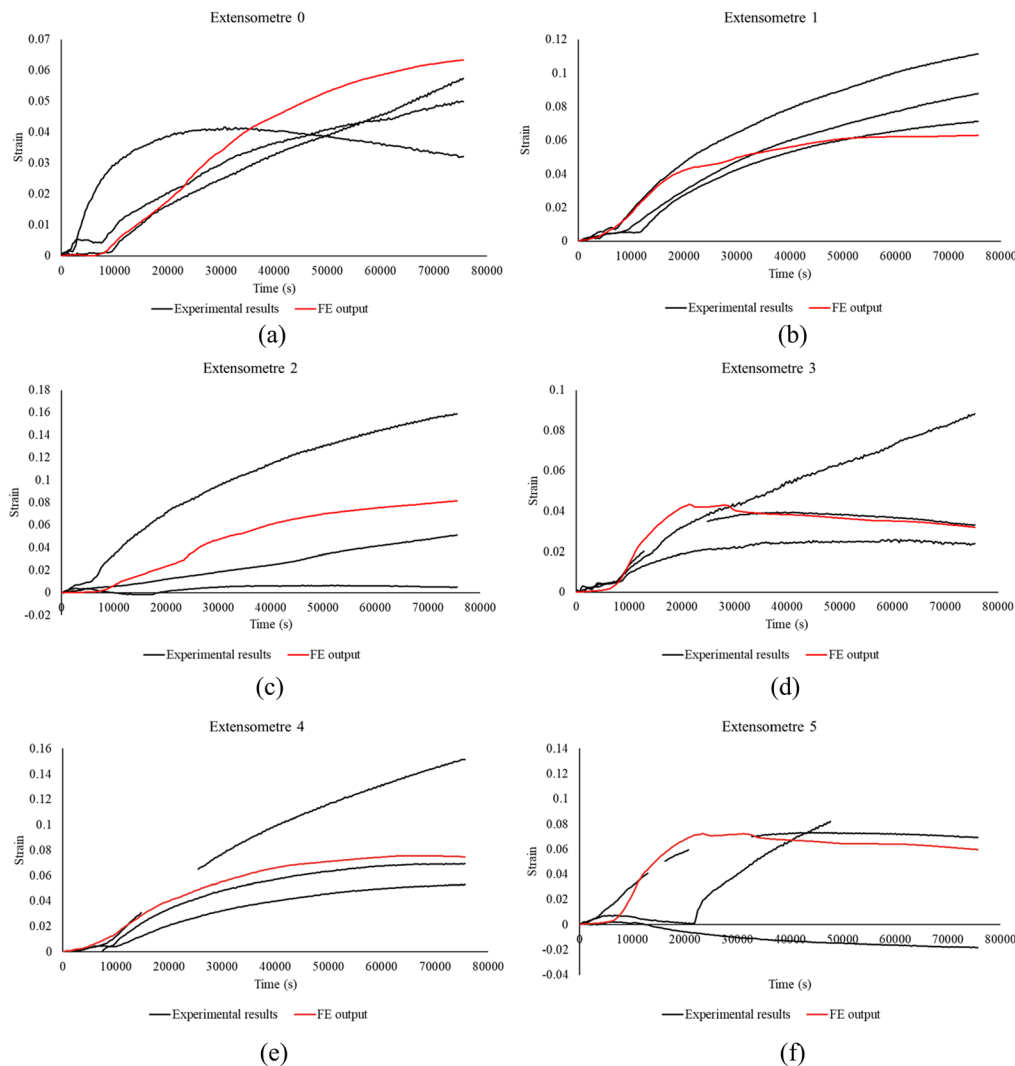 Extensometre 0
0.07
0.06
0.05
0.04
0.03
0.02
0.01
0
Strain
0 10000 20000 30000 40000 50000 60000 70000 80000
Time (s)
Experimental results FE output
(a)
Extensometre 1
0.12
0.1
0.08
0.06
0.04
0.02
0
Strain
0 10000 20000 30000 40000 50000 60000 70000 80000
Time (s)
Experimental results FE output
(b)
Extensometre 2
0.18
0.16
0.14
0.12
0.1
0.08
0.06
0.04
0.02
0
-0.02
Strain
0 10000 20000 30000 40000 50000 60000 70000 80000
Time (s)
Experimental results FE output
(c)
Extensometre 3
0.1
0.08
0.06
0.04
0.02
0
Strain
0 10000 20000 30000 40000 50000 60000 70000 80000
Time (s)
Experimental results FE output
(d)
Extensometre 4
0.16
0.14
0.12
0.1
0.08
0.06
0.04
0.02
0
Strain
0 10000 20000 30000 40000 50000 60000 70000 80000
Time (s)
Experimental results FE output
(e)
Extensometre 5
0.16
0.14
0.12
0.1
0.08
0.06
0.04
0.02
0
-0.02
-0.04
Strain
0 10000 20000 30000 40000 50000 60000 70000 80000
Time (s)
Experimental results FE output
(f)